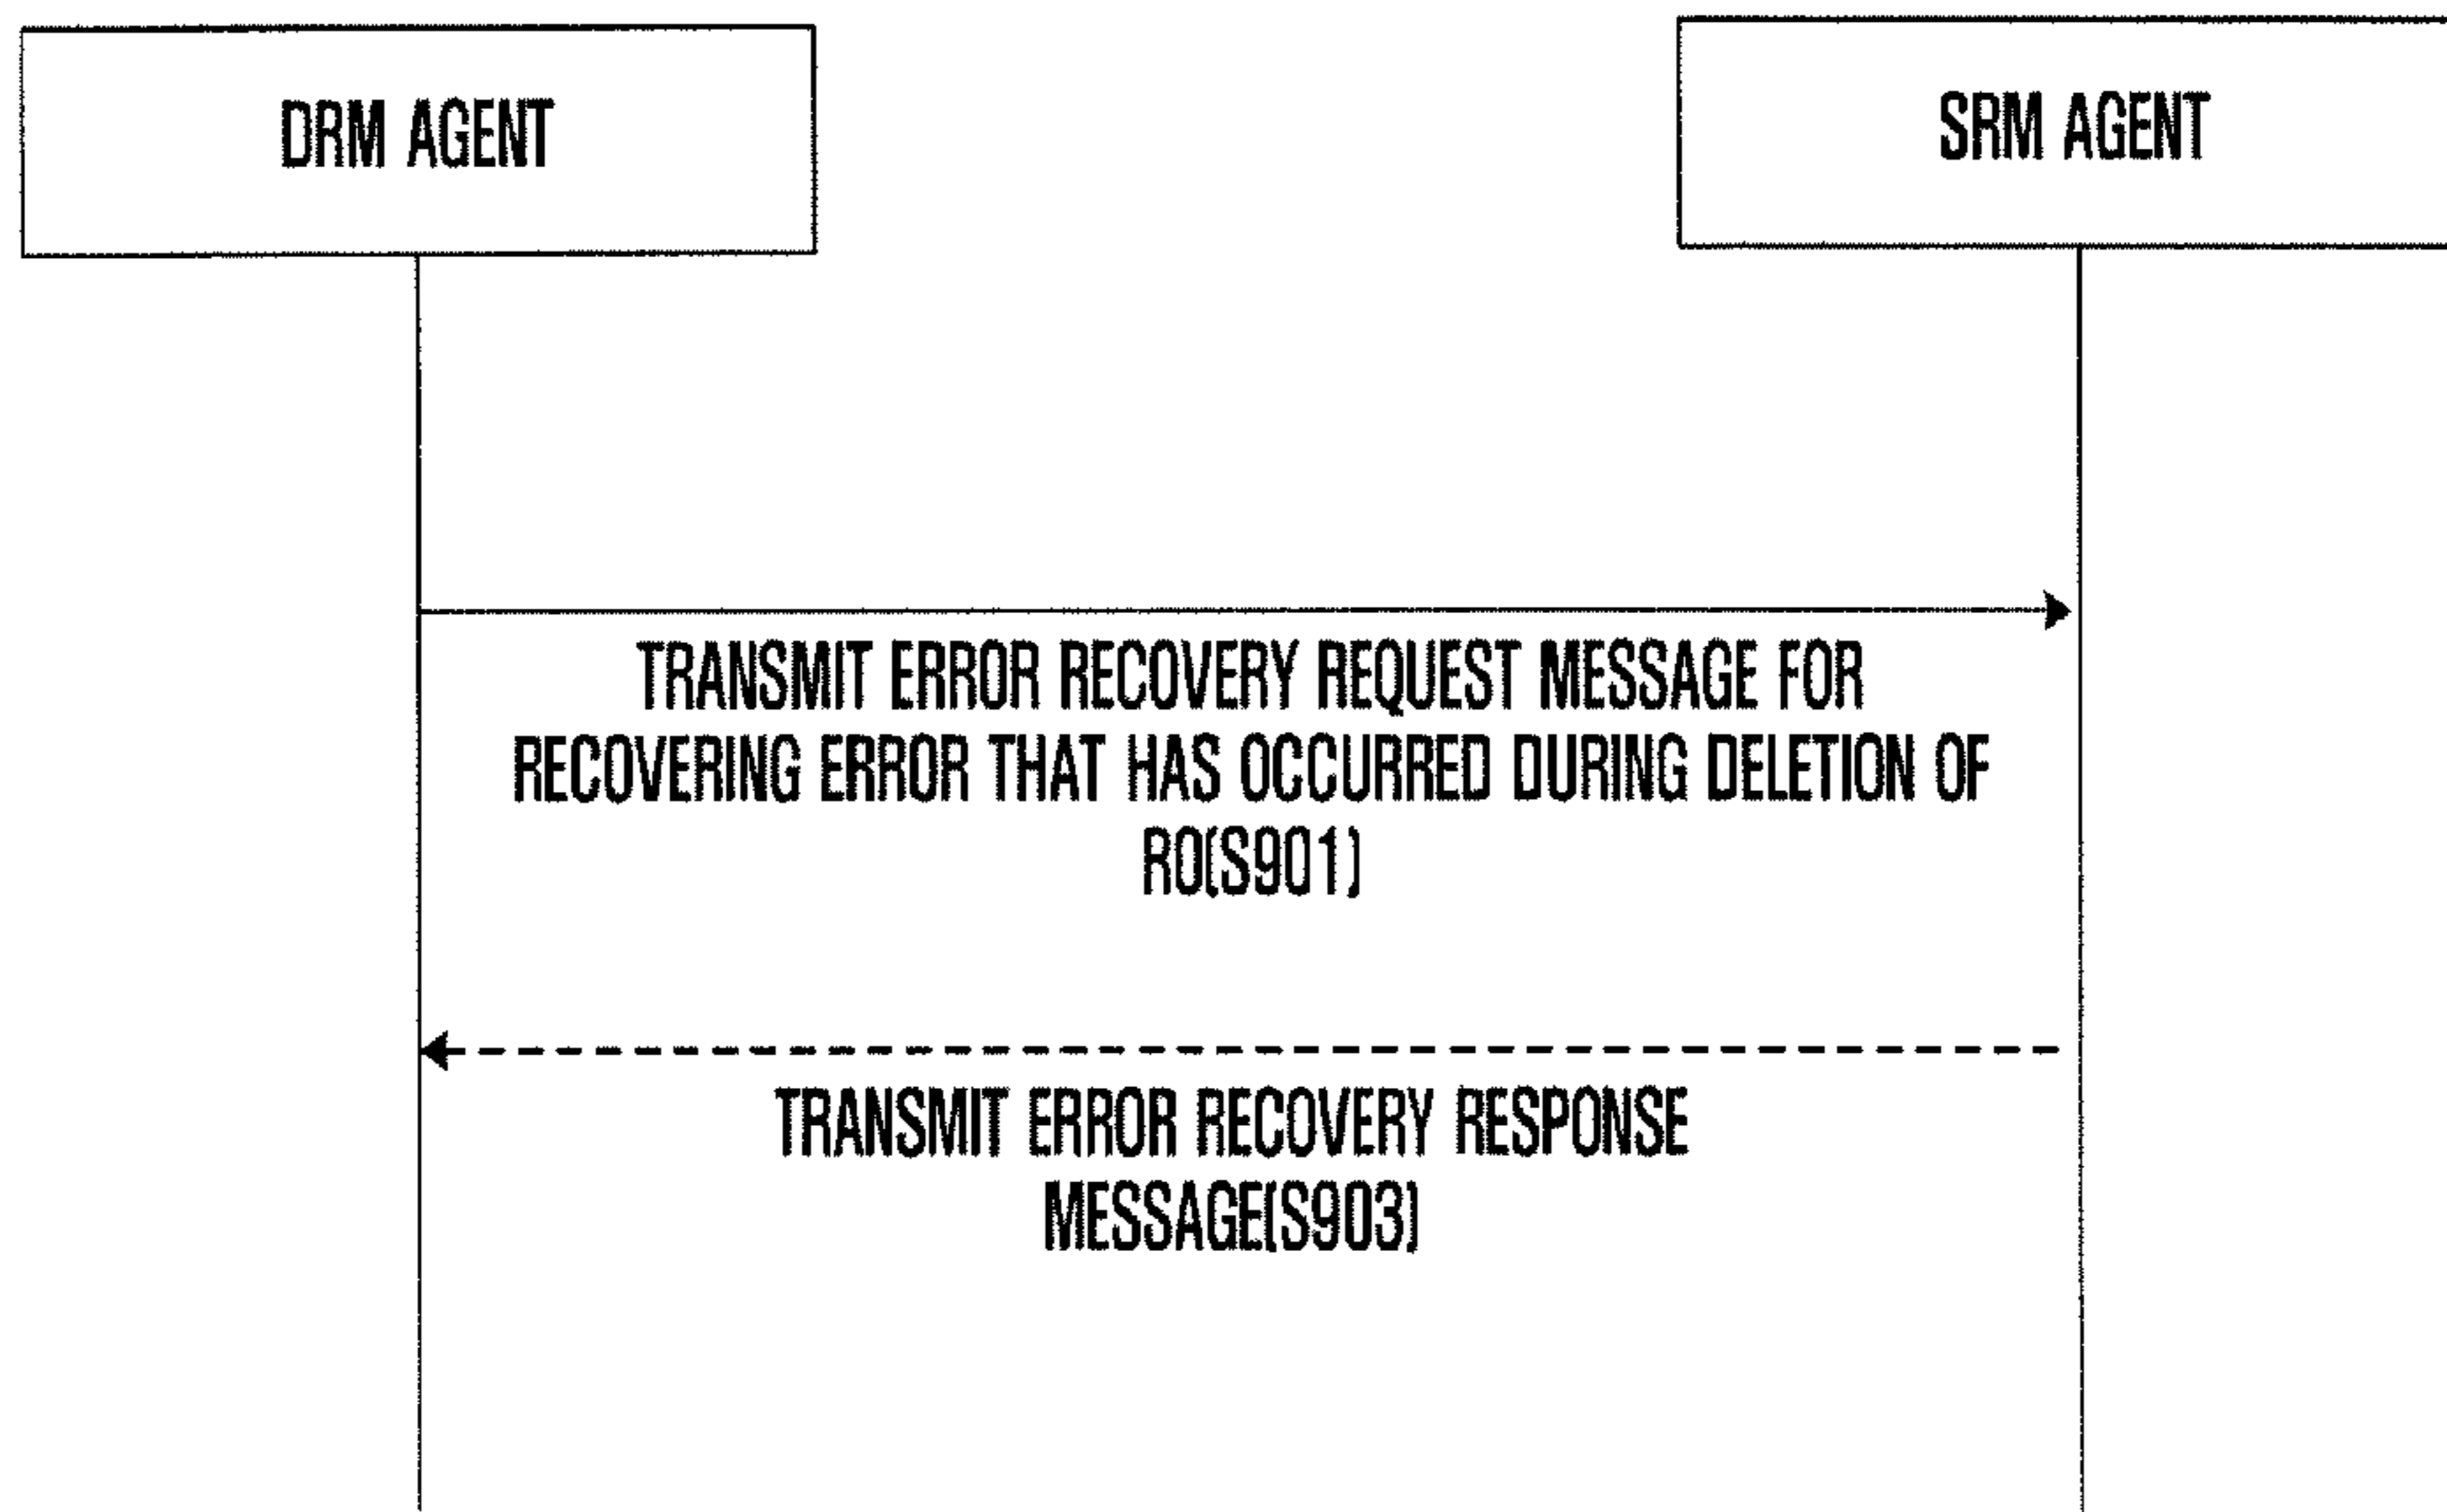 DRM AGENT
SRM AGENT
TRANSMIT ERROR RECOVERY REQUEST MESSAGE FOR
RECOVERING ERROR THAT HAS OCCURRED DURING DELETION OF
RO(S901)
TRANSMIT ERROR RECOVERY RESPONSE
MESSAGE(S903)